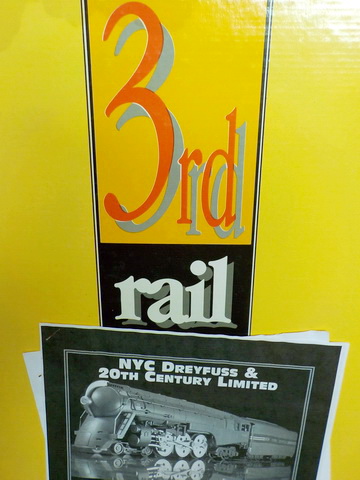 3rd
rail
NYC DREYFUSS &
20TH CENTURY LIMITED